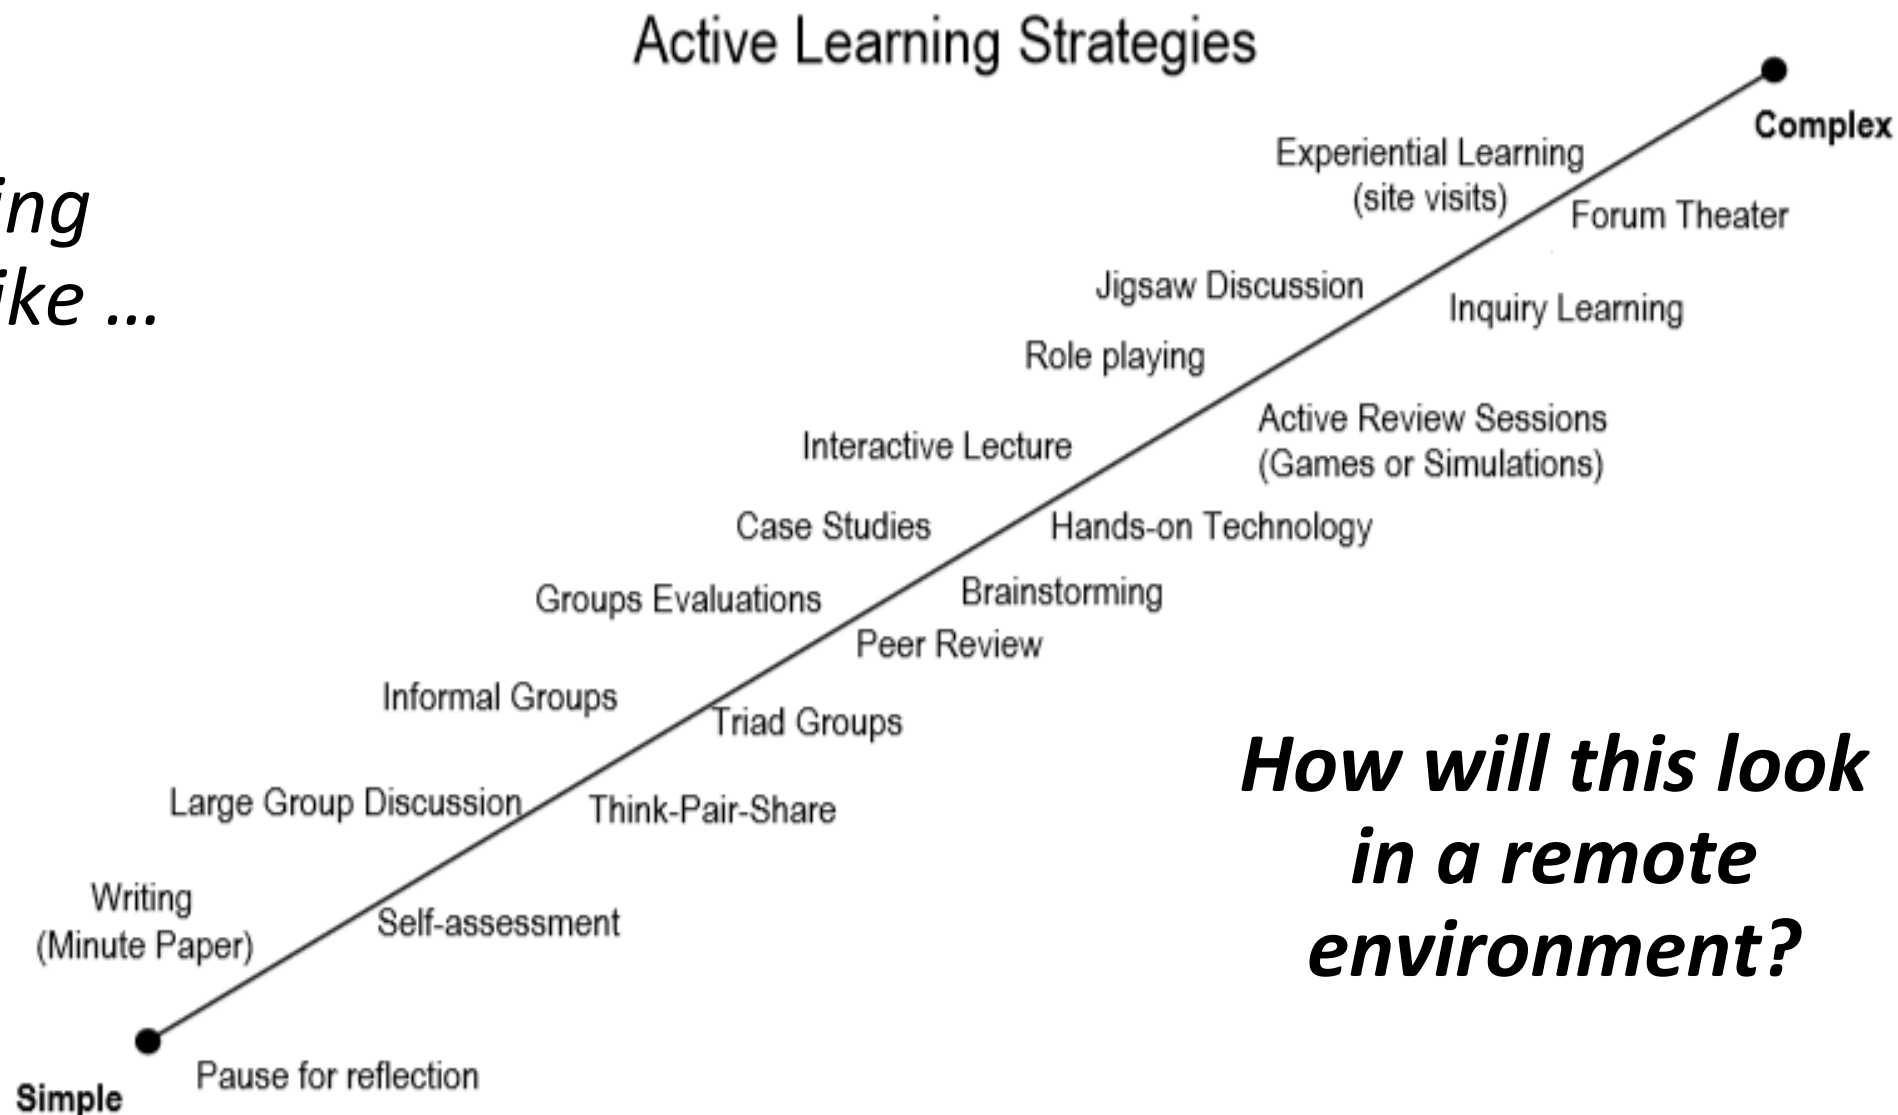 Active Learning Strategies
Complex
Experiential Learning
(site visits)
Forum Theater
ing
ike ...
Jigsaw Discussion
Inquiry Learning
Role playing
Active Review Sessions
(Games or Simulations)
Interactive Lecture
Case Studies
Hands-on Technology
Groups Evaluations
Brainstorming
Peer Review
Informal Groups
Triad Groups
Large Group Discussion
Think-Pair-Share
How will this look
in a remote
environment?
Writing
(Minute Paper)
Self-assessment
Pause for reflection
Simple